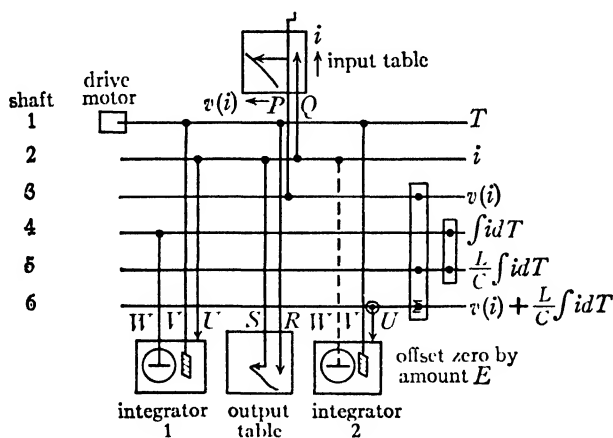 i
input table
drive
motor
shaft
v(i) ← P Q
1 T
2 i
3 v(i)
4 ∫idT
5 L/C ∫idT
6 Σ v(i) + L/C ∫idT
W V U S R W V U
offset zero by
amount E
integrator
1
output
table
integrator
2